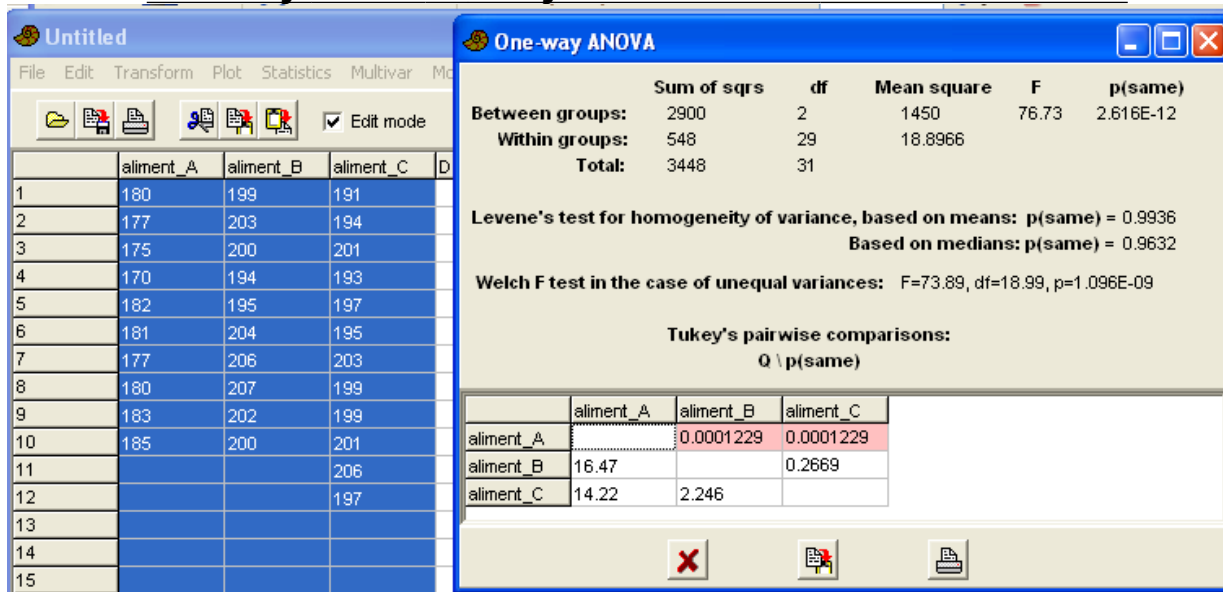 Untitled
File Edit Transform Plot Statistics Multivar
Edit mode
aliment_A aliment_B aliment_C D
1 180 199 191
2 177 203 194
3 175 200 201
4 170 194 193
5 182 195 197
6 181 204 195
7 177 206 203
8 180 207 199
9 183 202 199
10 185 200 201
11 206
12 197
13
14
15
One-way ANOVA
Sum of sqrs df Mean square F p(same)
Between groups: 2900 2 1450 76.73 2.616E-12
Within groups: 548 29 18.8966
Total: 3448 31
Levene's test for homogeneity of variance, based on means: p(same) = 0.9936
Based on medians: p(same) = 0.9632
Welch F test in the case of unequal variances: F=73.89, df=18.99, p=1.096E-09
Tukey's pairwise comparisons:
Q \ p(same)
aliment_A aliment_B aliment_C
aliment_A 0.0001229 0.0001229
aliment_B 16.47 0.2669
aliment_C 14.22 2.246